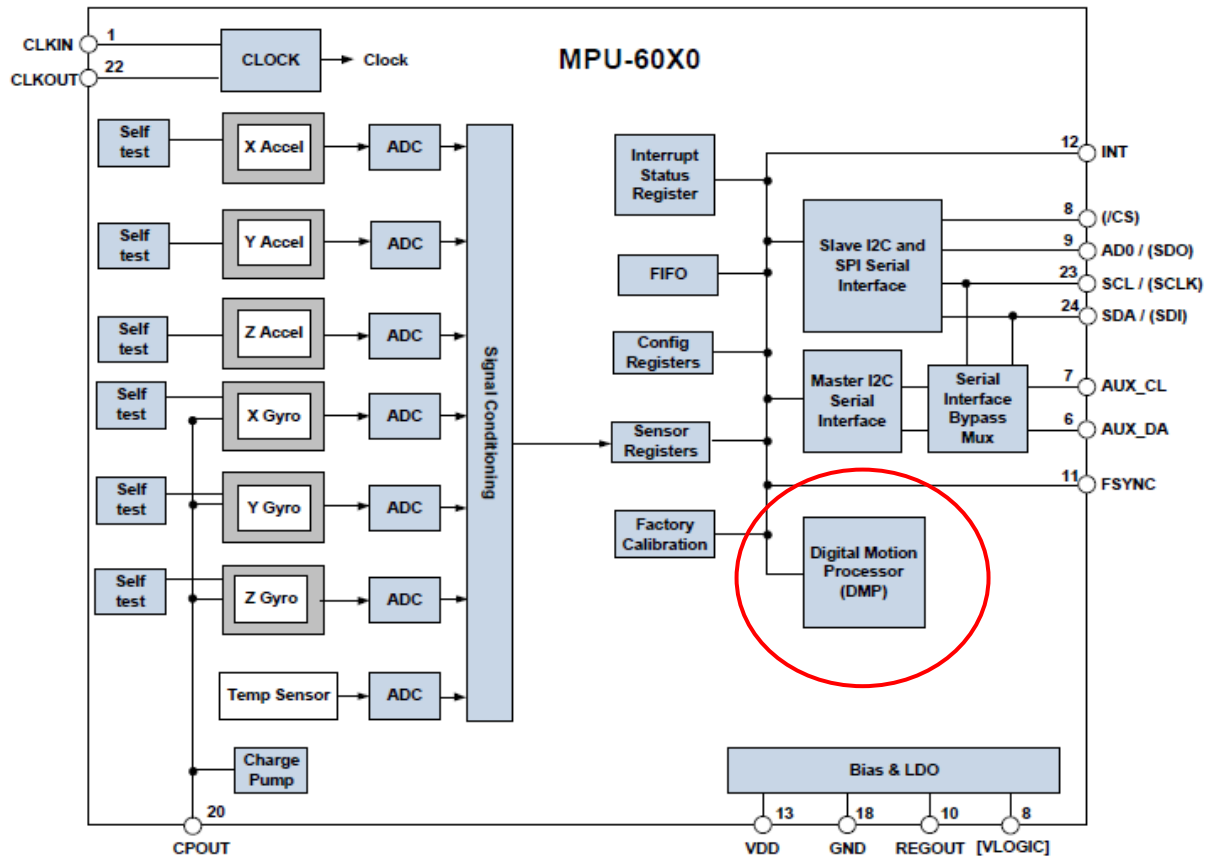 MPU-60X0
CLKIN
1
CLKOUT
22
CLOCK
Clock
Self
test
X Accel
ADC
Self
test
Y Accel
ADC
Self
test
Z Accel
ADC
Self
test
X Gyro
ADC
Self
test
Y Gyro
ADC
Self
test
Z Gyro
ADC
Temp Sensor
ADC
Charge
Pump
20
CPOUT
Signal Conditioning
Interrupt
Status
Register
FIFO
Config
Registers
Sensor
Registers
Factory
Calibration
Slave I2C and
SPI Serial
Interface
Master I2C
Serial
Interface
Serial
Interface
Bypass
Mux
Digital Motion
Processor
(DMP)
12
INT
8
(/CS)
9
AD0 / (SDO)
23
SCL / (SCLK)
24
SDA / (SDI)
7
AUX_CL
6
AUX_DA
11
FSYNC
Bias & LDO
13
VDD
18
GND
10
REGOUT
8
[VLOGIC]